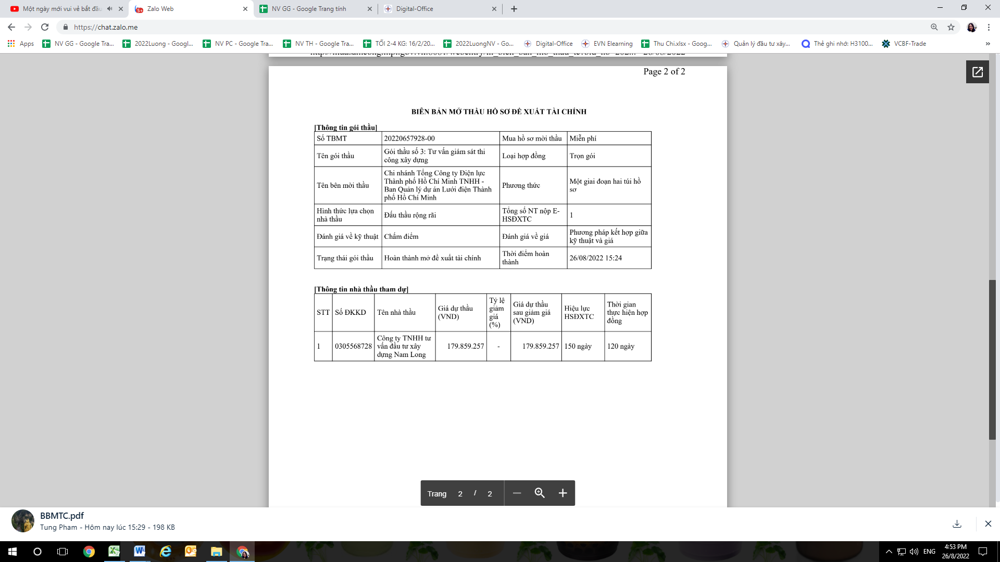 Một ngày mới vui vẻ bắt đầu
Zalo Web
NV GG - Google Trang tính
Digital-Office
https://chat.zalo.me
Apps
NV GG - Google Tra...
2022Luong - Googl...
NV PC - Google Tra...
NV TH - Google Tra...
TỐI 2-4 KG: 16/2/20...
2022LuongNV - Go...
Digital-Office
EVN Elearning
Thu Chi.xlsx - Goog...
Quản lý đầu tư xây...
Thẻ ghi nhớ: H3100...
VCBF-Trade
26/08/2022
Page 2 of 2
BIÊN BẢN MỞ THẦU HỒ SƠ ĐỀ XUẤT TÀI CHÍNH
[Thông tin gói thầu]
Số TBMT
20220657928-00
Mua hồ sơ mời thầu
Miễn phí
Tên gói thầu
Gói thầu số 3: Tư vấn giám sát thi
công xây dựng
Loại hợp đồng
Trọn gói
Tên bên mời thầu
Chi nhánh Tổng Công ty Điện lực
Thành phố Hồ Chí Minh TNHH -
Ban Quản lý dự án Lưới điện Thành
phố Hồ Chí Minh
Phương thức
Một giai đoạn hai túi hồ
sơ
Hình thức lựa chọn
nhà thầu
Đấu thầu rộng rãi
Tổng số NT nộp E-
HSĐXTC
1
Đánh giá về kỹ thuật
Chấm điểm
Đánh giá về giá
Phương pháp kết hợp giữa
kỹ thuật và giá
Trạng thái gói thầu
Hoàn thành mở đề xuất tài chính
Thời điểm hoàn
thành
26/08/2022 15:24
[Thông tin nhà thầu tham dự]
STT
Số ĐKKD
Tên nhà thầu
Giá dự thầu
(VND)
Tỷ lệ
giảm
giá
(%)
Giá dự thầu
sau giảm giá
(VND)
Hiệu lực
HSĐXTC
Thời gian
thực hiện hợp
đồng
1
0305568728
Công ty TNHH tư
vấn đầu tư xây
dựng Nam Long
179.859.257
-
179.859.257
150 ngày
120 ngày
Trang 2 / 2
BBMTC.pdf
Tung Pham - Hôm nay lúc 15:29 - 198 KB
ENG
4:53 PM
26/8/2022